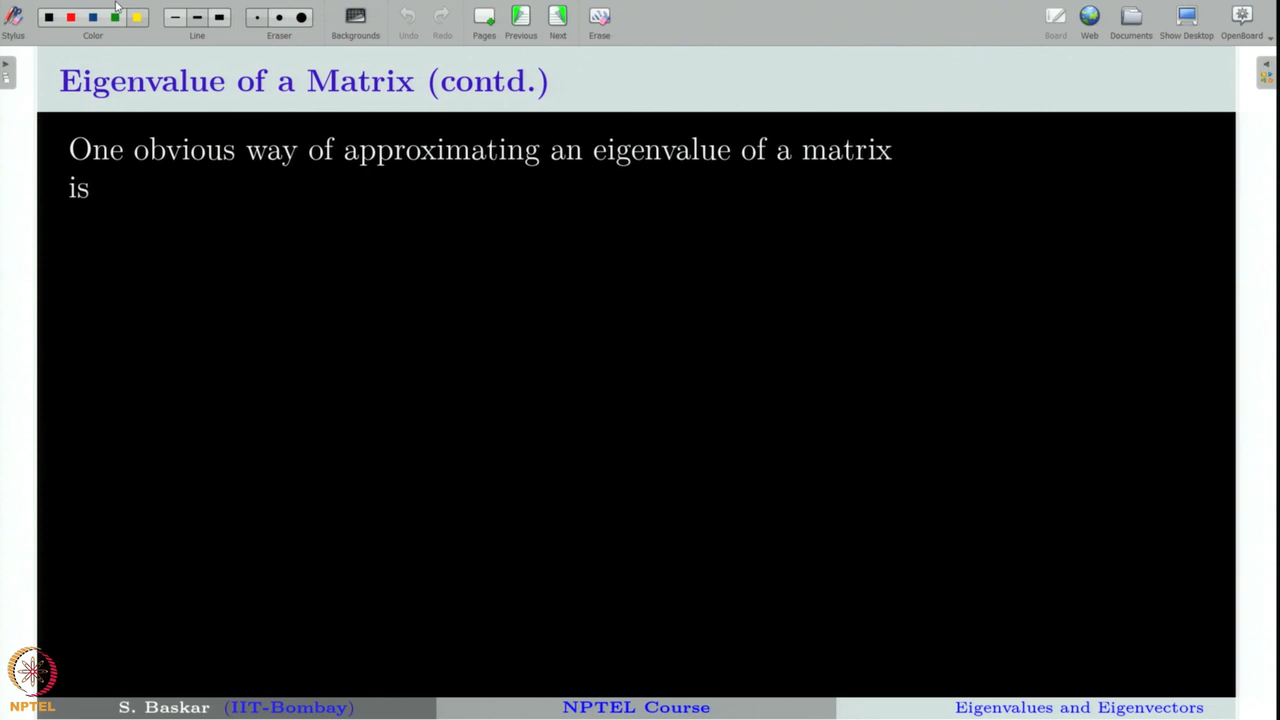 Stylus
Color
Line
Eraser
Backgrounds
Undo
Redo
Pages
Previous
Next
Erase
Board
Web
Documents
Show Desktop
OpenBoard
Eigenvalue of a Matrix (contd.)
One obvious way of approximating an eigenvalue of a matrix
is
NPTEL
S. Baskar (IIT-Bombay)
NPTEL Course
Eigenvalues and Eigenvectors